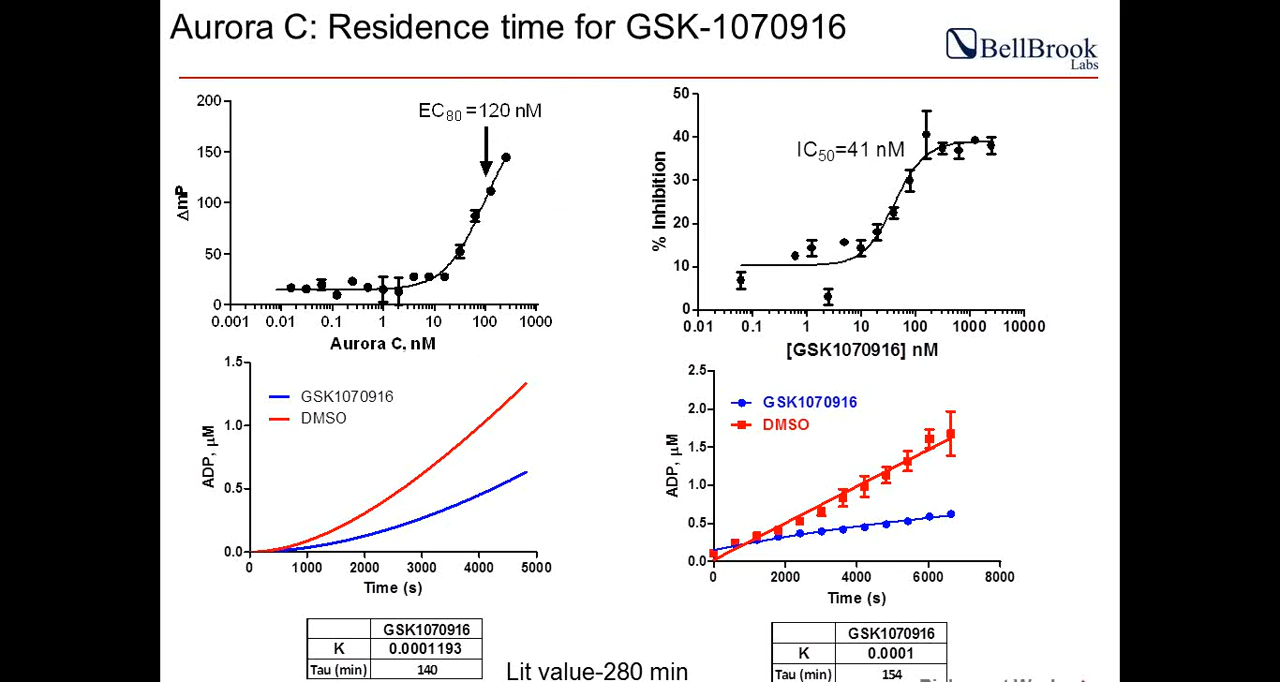 Aurora C: Residence time for GSK-1070916
BellBrook
Labs
EC80 =120 nM
200
150
100
50
0
ΔmP
0.001 0.01 0.1 1 10 100 1000
Aurora C, nM
IC50=41 nM
50
40
30
20
10
0
% Inhibition
0.01 0.1 1 10 100 1000 10000
[GSK1070916] nM
1.5
1.0
0.5
0.0
ADP, μM
GSK1070916
DMSO
0 1000 2000 3000 4000 5000
Time (s)
2.5
2.0
1.5
1.0
0.5
0.0
ADP, μM
GSK1070916
DMSO
0 2000 4000 6000 8000
Time (s)
GSK1070916
K 0.0001193
Tau (min) 140
Lit value-280 min
GSK1070916
K 0.0001
Tau (min) 154